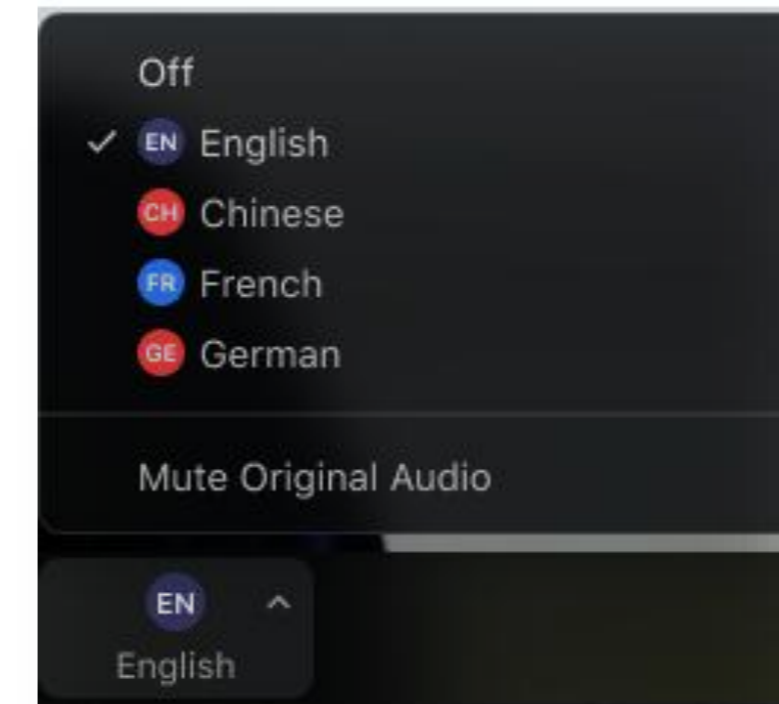 Off
EN English
CH Chinese
FR French
GE German
Mute Original Audio
EN
English